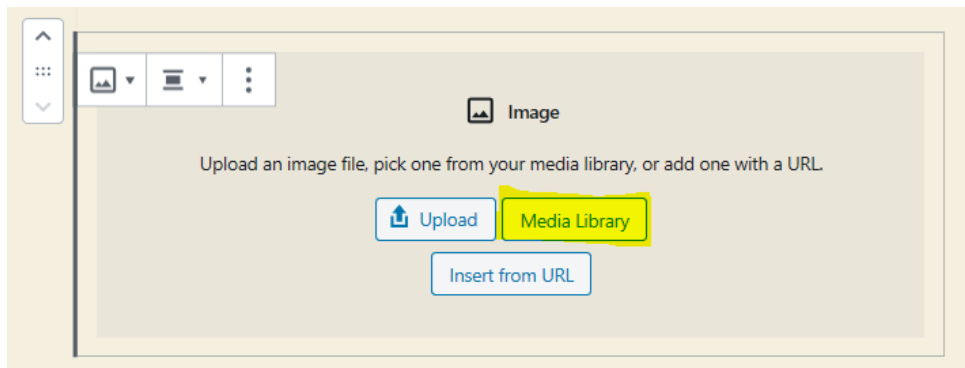 Image
Upload an image file, pick one from your media library, or add one with a URL.
Upload Media Library
Insert from URL